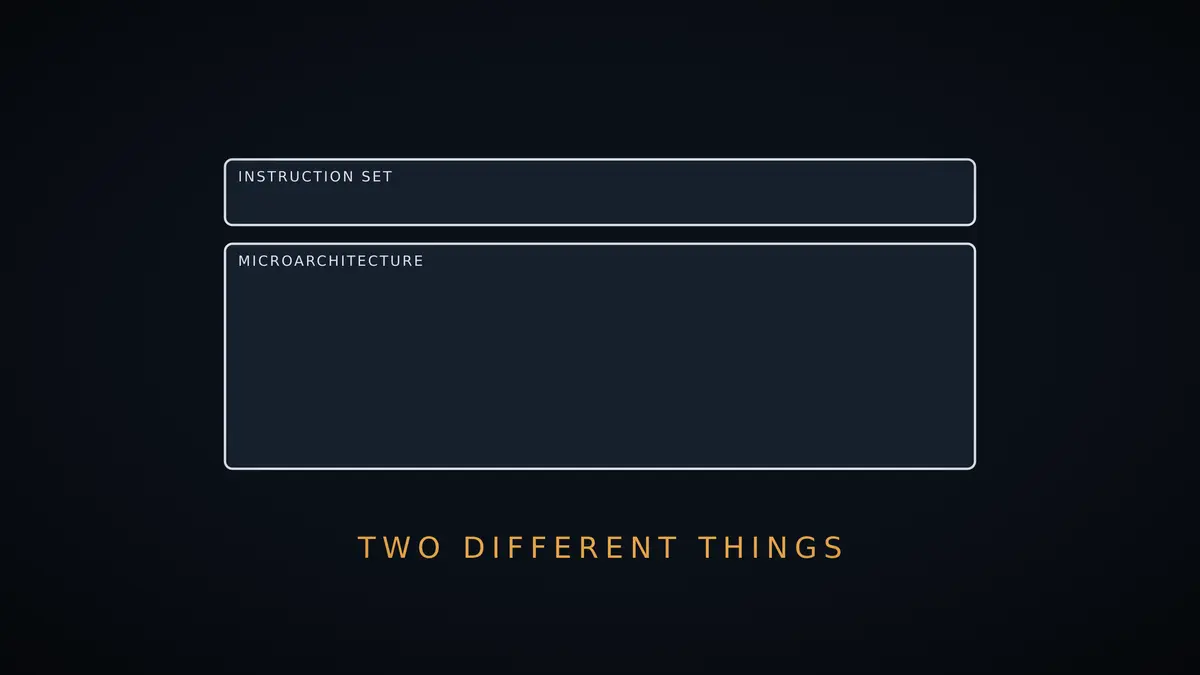 INSTRUCTION SET
MICROARCHITECTURE
TWO DIFFERENT THINGS